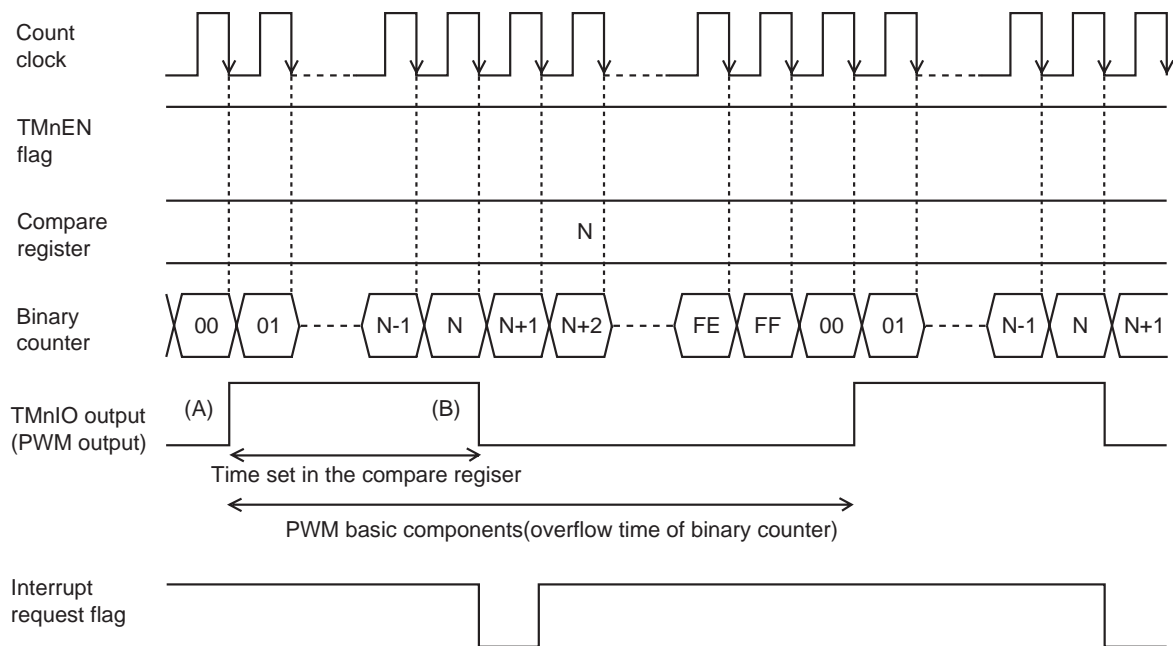 Count
clock
TMnEN
flag
Compare
register
N
Binary
counter
00 01 N-1 N N+1 N+2 FE FF 00 01 N-1 N N+1
TMnIO output
(PWM output)
(A) (B)
Time set in the compare regiser
PWM basic components(overflow time of binary counter)
Interrupt
request flag